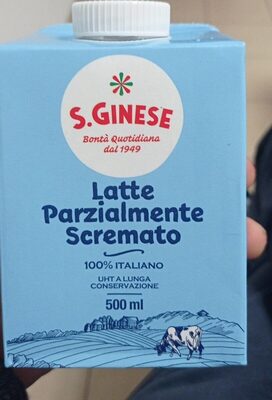 S.GINESE
Bontà Quotidiana
dal 1949
Latte
Parzialmente
Scremato
100% ITALIANO
UHT A LUNGA
CONSERVAZIONE
500 ml